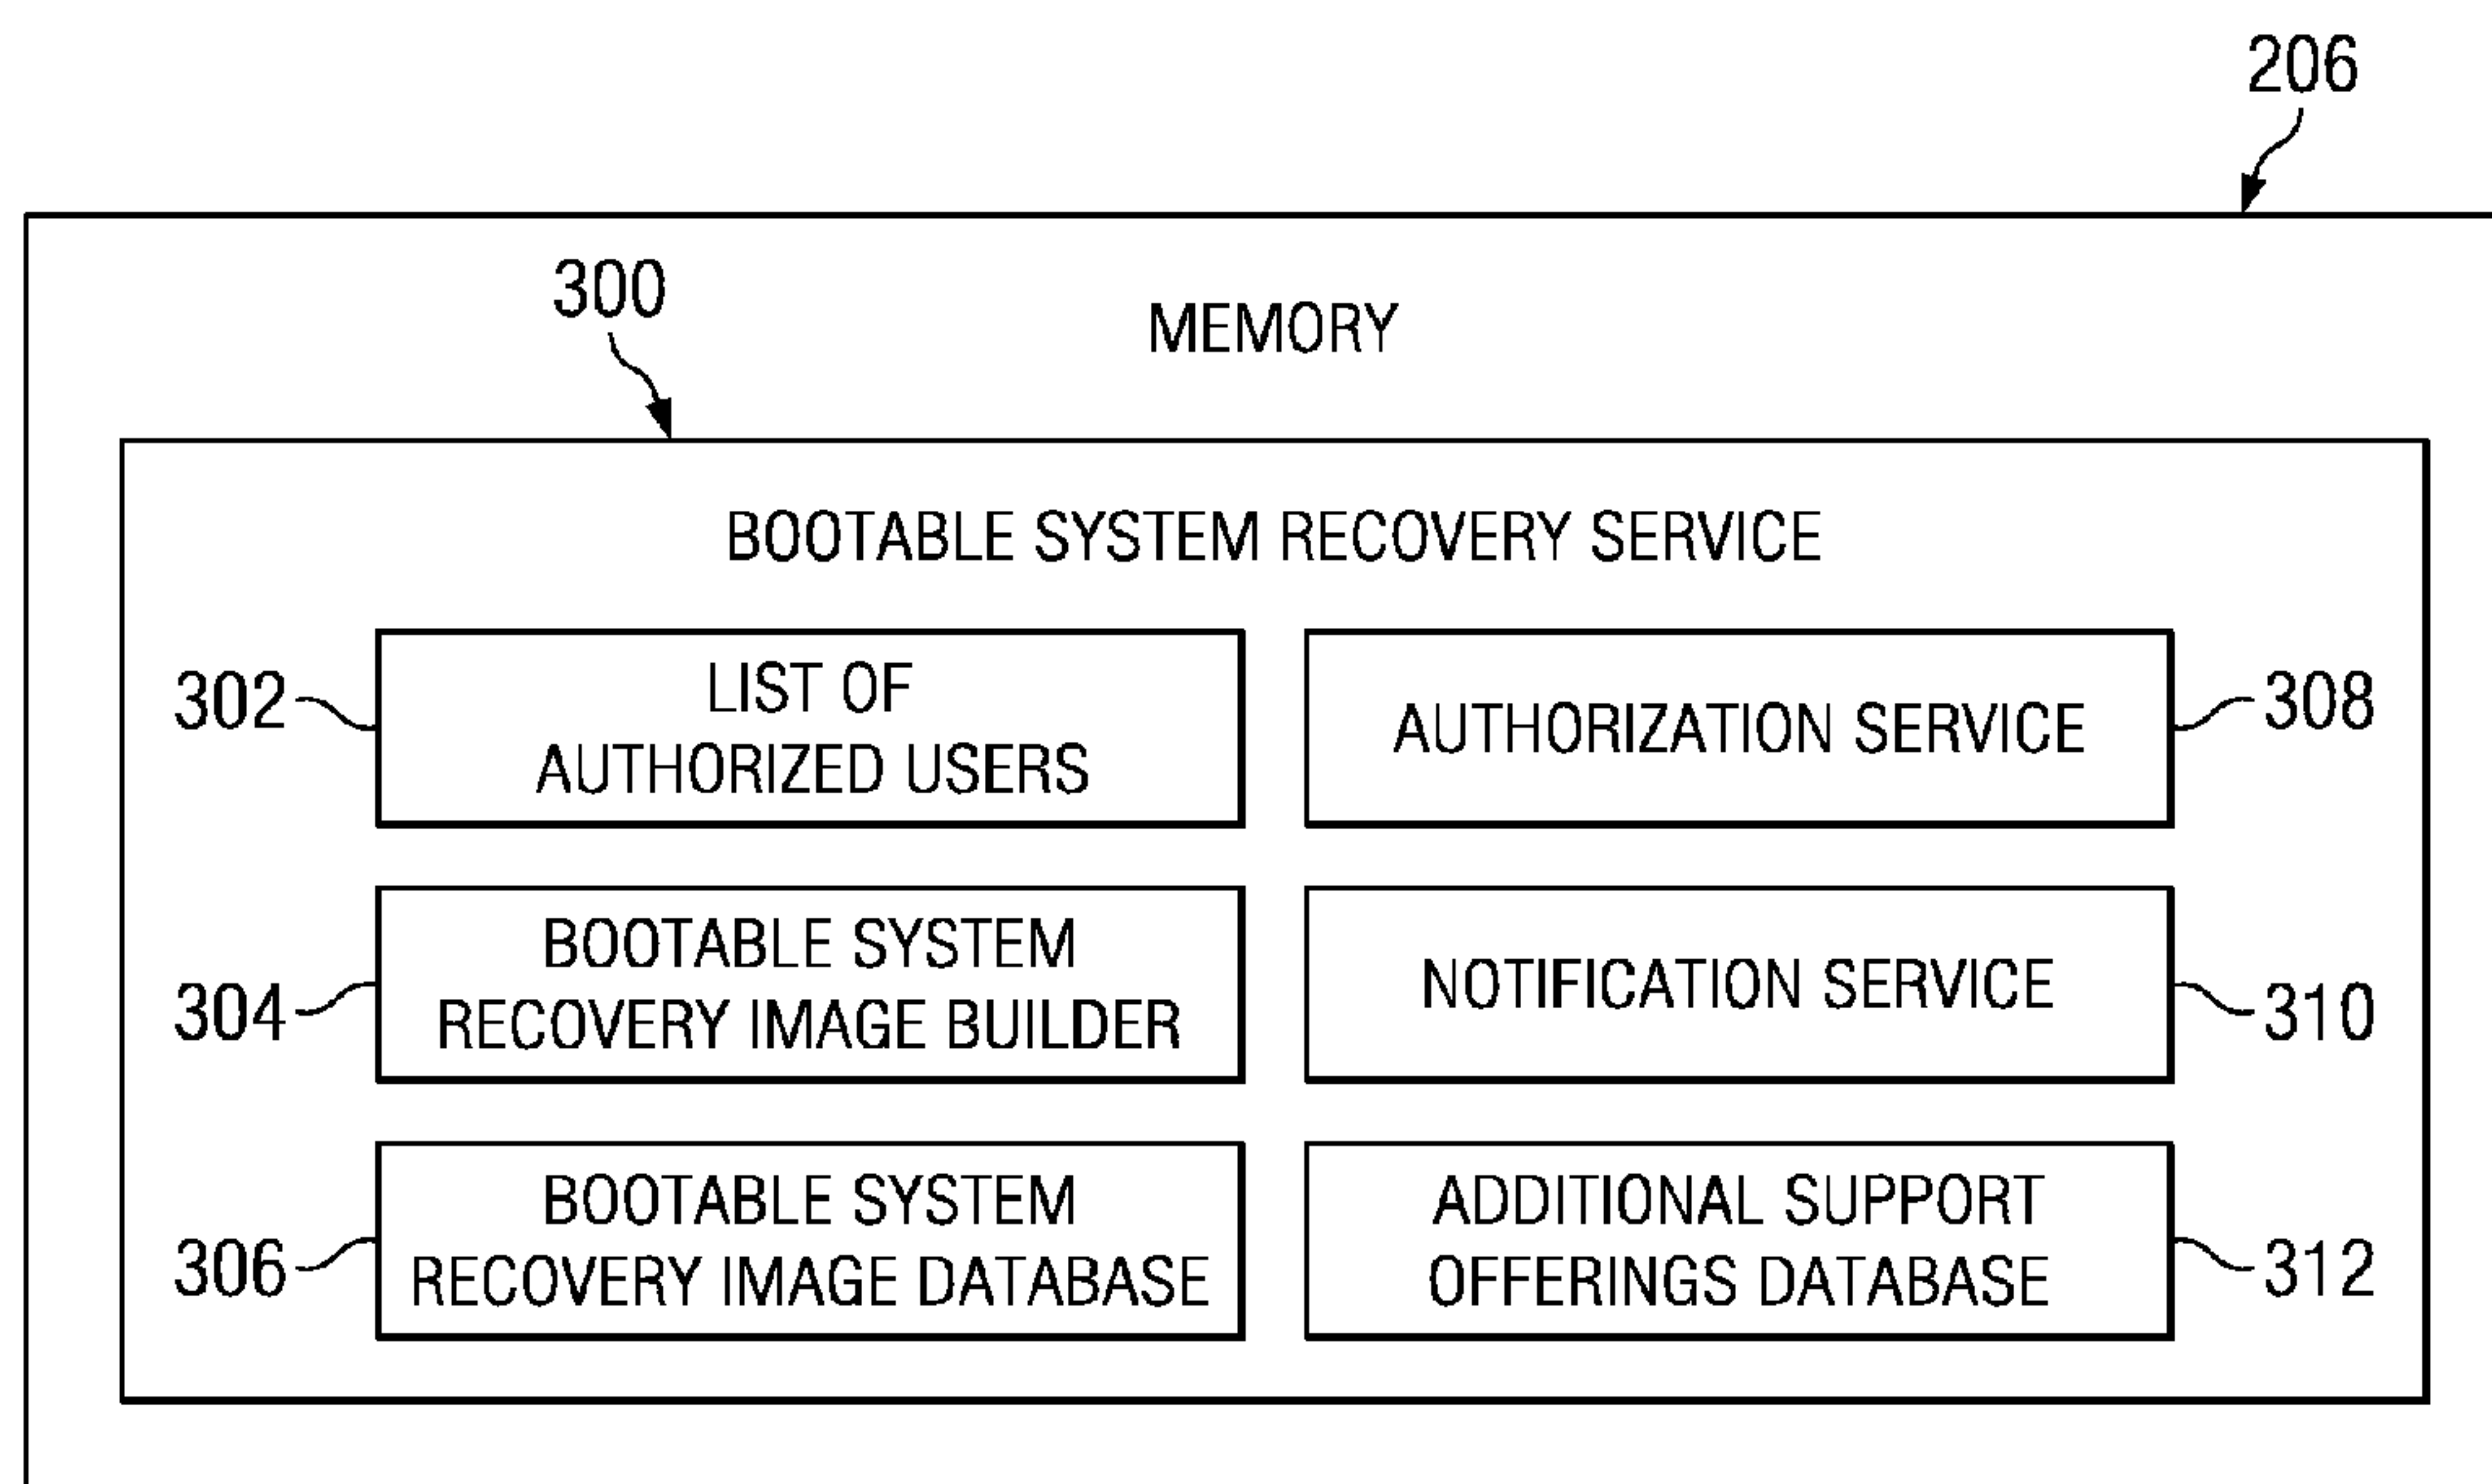 206
300
MEMORY
BOOTABLE SYSTEM RECOVERY SERVICE
302
LIST OF
AUTHORIZED USERS
AUTHORIZATION SERVICE
308
304
BOOTABLE SYSTEM
RECOVERY IMAGE BUILDER
NOTIFICATION SERVICE
310
306
BOOTABLE SYSTEM
RECOVERY IMAGE DATABASE
ADDITIONAL SUPPORT
OFFERINGS DATABASE
312